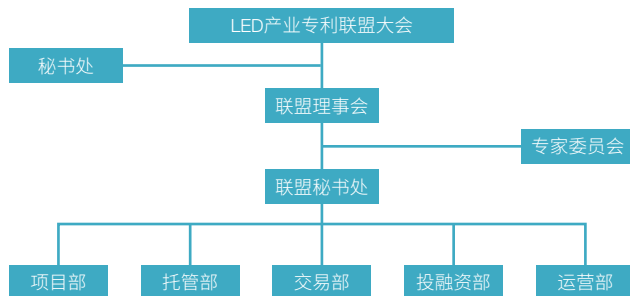 LED产业专利联盟大会
秘书处
联盟理事会
专家委员会
联盟秘书处
项目部
托管部
交易部
投融资部
运营部